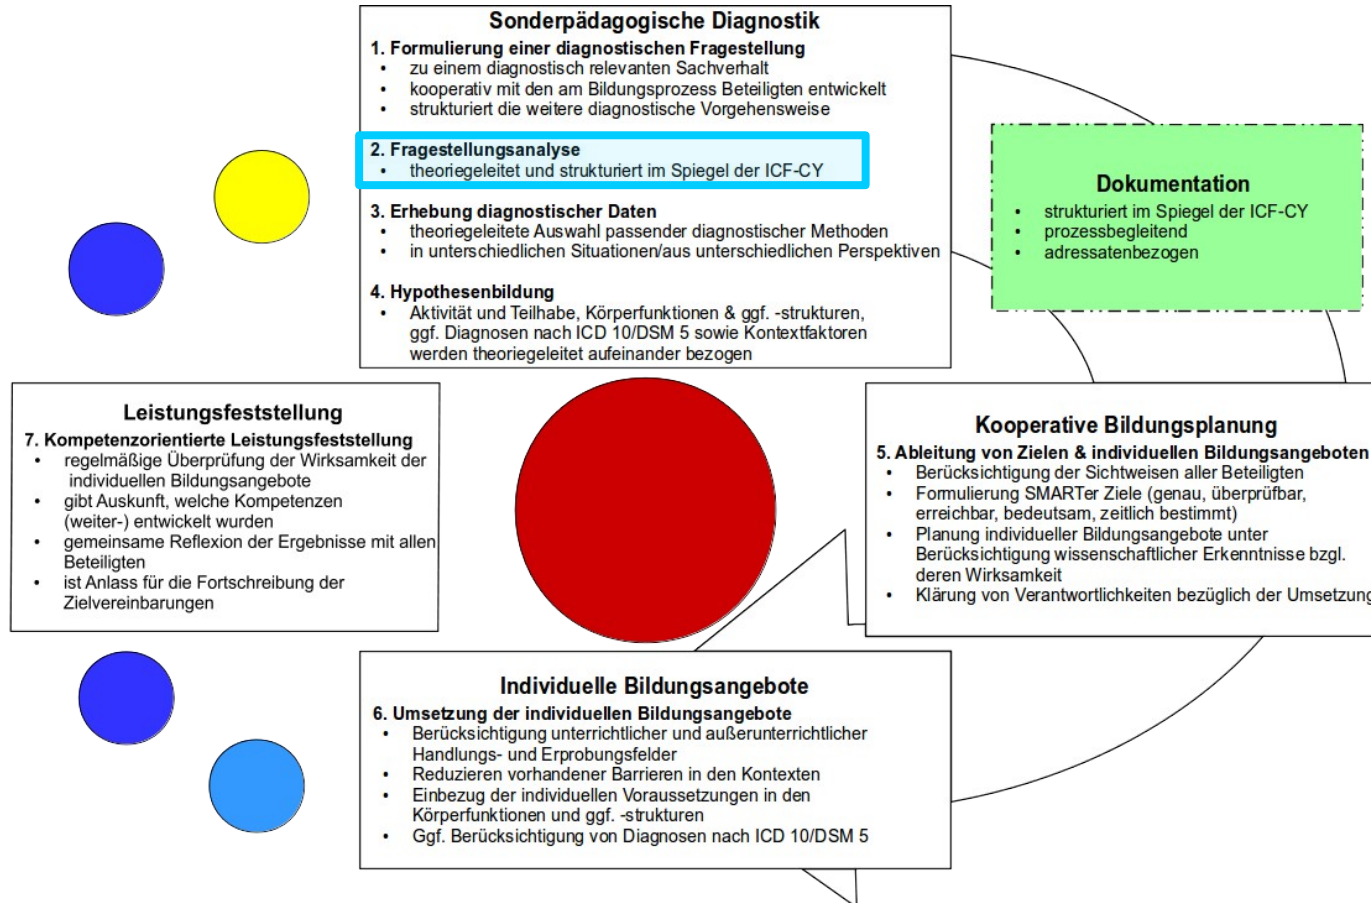 Sonderpädagogische Diagnostik
1. Formulierung einer diagnostischen Fragestellung
• zu einem diagnostisch relevanten Sachverhalt
• kooperativ mit den am Bildungsprozess Beteiligten entwickelt
• strukturiert die weitere diagnostische Vorgehensweise
2. Fragestellungsanalyse
• theoriegeleitet und strukturiert im Spiegel der ICF-CY
3. Erhebung diagnostischer Daten
• theoriegeleitete Auswahl passender diagnostischer Methoden
• in unterschiedlichen Situationen/aus unterschiedlichen Perspektiven
4. Hypothesenbildung
• Aktivität und Teilhabe, Körperfunktionen & ggf. -strukturen,
ggf. Diagnosen nach ICD 10/DSM 5 sowie Kontextfaktoren
werden theoriegeleitet aufeinander bezogen
Dokumentation
• strukturiert im Spiegel der ICF-CY
• prozessbegleitend
• adressatenbezogen
Leistungsfeststellung
7. Kompetenzorientierte Leistungsfeststellung
• regelmäßige Überprüfung der Wirksamkeit der
individuellen Bildungsangebote
• gibt Auskunft, welche Kompetenzen
(weiter-) entwickelt wurden
• gemeinsame Reflexion der Ergebnisse mit allen
Beteiligten
• ist Anlass für die Fortschreibung der
Zielvereinbarungen
Kooperative Bildungsplanung
5. Ableitung von Zielen & individuellen Bildungsangeboten
• Berücksichtigung der Sichtweisen aller Beteiligten
• Formulierung SMARTer Ziele (genau, überprüfbar,
erreichbar, bedeutsam, zeitlich bestimmt)
• Planung individueller Bildungsangebote unter
Berücksichtigung wissenschaftlicher Erkenntnisse bzgl.
deren Wirksamkeit
• Klärung von Verantwortlichkeiten bezüglich der Umsetzung
Individuelle Bildungsangebote
6. Umsetzung der individuellen Bildungsangebote
• Berücksichtigung unterrichtlicher und außerunterrichtlicher
Handlungs- und Erprobungsfelder
• Reduzieren vorhandener Barrieren in den Kontexten
• Einbezug der individuellen Voraussetzungen in den
Körperfunktionen und ggf. -strukturen
• Ggf. Berücksichtigung von Diagnosen nach ICD 10/DSM 5